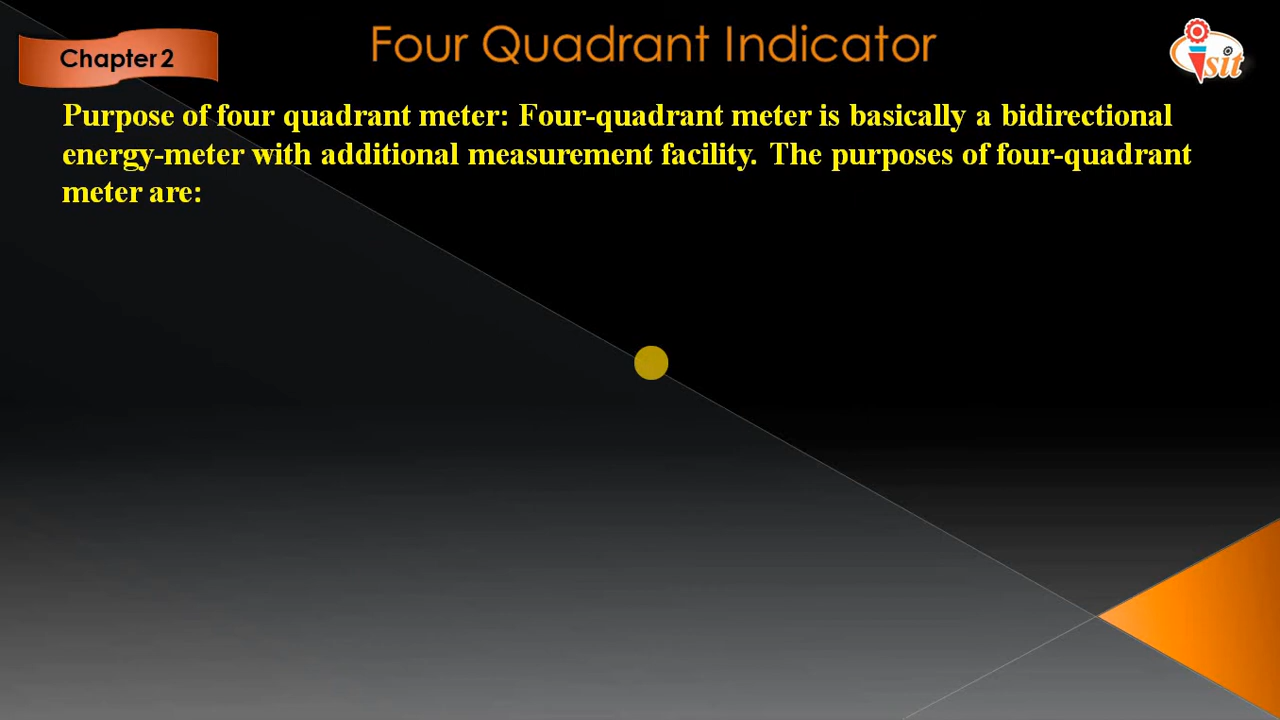 Four Quadrant Indicator
Chapter 2
isit
Purpose of four quadrant meter: Four-quadrant meter is basically a bidirectional
energy-meter with additional measurement facility. The purposes of four-quadrant
meter are: